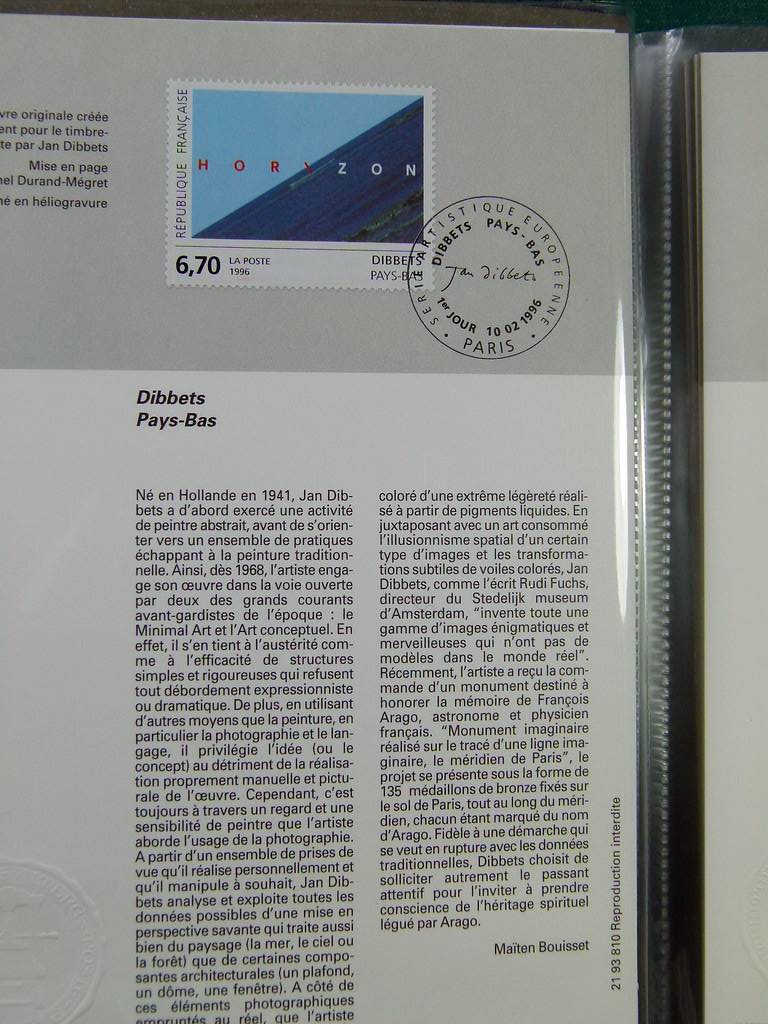 vre originale créée
ent pour le timbre-
te par Jan Dibbets
Mise en page
nel Durand-Mégret
né en héliogravure
RÉPUBLIQUE FRANÇAISE
HORYZON
6,70 LA POSTE
1996
DIBBETS
PAYS-BAS
SERIE ARTISTIQUE EUROPEENNE
DIBBETS PAYS-BAS
Jan Dibbets
1er JOUR 10 02 1996
• PARIS •
Dibbets
Pays-Bas
Né en Hollande en 1941, Jan Dib-
bets a d'abord exercé une activité
de peintre abstrait, avant de s'orien-
ter vers un ensemble de pratiques
échappant à la peinture tradition-
nelle. Ainsi, dès 1968, l'artiste enga-
ge son œuvre dans la voie ouverte
par deux des grands courants
avant-gardistes de l'époque : le
Minimal Art et l'Art conceptuel. En
effet, il s'en tient à l'austérité com-
me à l'efficacité de structures
simples et rigoureuses qui refusent
tout débordement expressionniste
ou dramatique. De plus, en utilisant
d'autres moyens que la peinture, en
particulier la photographie et le lan-
gage, il privilégie l'idée (ou le
concept) au détriment de la réalisa-
tion proprement manuelle et pictu-
rale de l'œuvre. Cependant, c'est
toujours à travers un regard et une
sensibilité de peintre que l'artiste
aborde l'usage de la photographie.
A partir d'un ensemble de prises de
vue qu'il réalise personnellement et
qu'il manipule à souhait, Jan Dib-
bets analyse et exploite toutes les
données possibles d'une mise en
perspective savante qui traite aussi
bien du paysage (la mer, le ciel ou
la forêt) que de certaines compo-
santes architecturales (un plafond,
un dôme, une fenêtre). A côté de
ces éléments photographiques
empruntés au réel, que l'artiste
coloré d'une extrême légèreté réali-
sé à partir de pigments liquides. En
juxtaposant avec un art consommé
l'illusionnisme spatial d'un certain
type d'images et les transforma-
tions subtiles de voiles colorés, Jan
Dibbets, comme l'écrit Rudi Fuchs,
directeur du Stedelijk museum
d'Amsterdam, "invente toute une
gamme d'images énigmatiques et
merveilleuses qui n'ont pas de
modèles dans le monde réel".
Récemment, l'artiste a reçu la com-
mande d'un monument destiné à
honorer la mémoire de François
Arago, astronome et physicien
français. "Monument imaginaire
réalisé sur le tracé d'une ligne ima-
ginaire, le méridien de Paris", le
projet se présente sous la forme de
135 médaillons de bronze fixés sur
le sol de Paris, tout au long du méri-
dien, chacun étant marqué du nom
d'Arago. Fidèle à une démarche qui
se veut en rupture avec les données
traditionnelles, Dibbets choisit de
solliciter autrement le passant
attentif pour l'inviter à prendre
conscience de l'héritage spirituel
légué par Arago.
Maïten Bouisset
21 93 810 Reproduction interdite